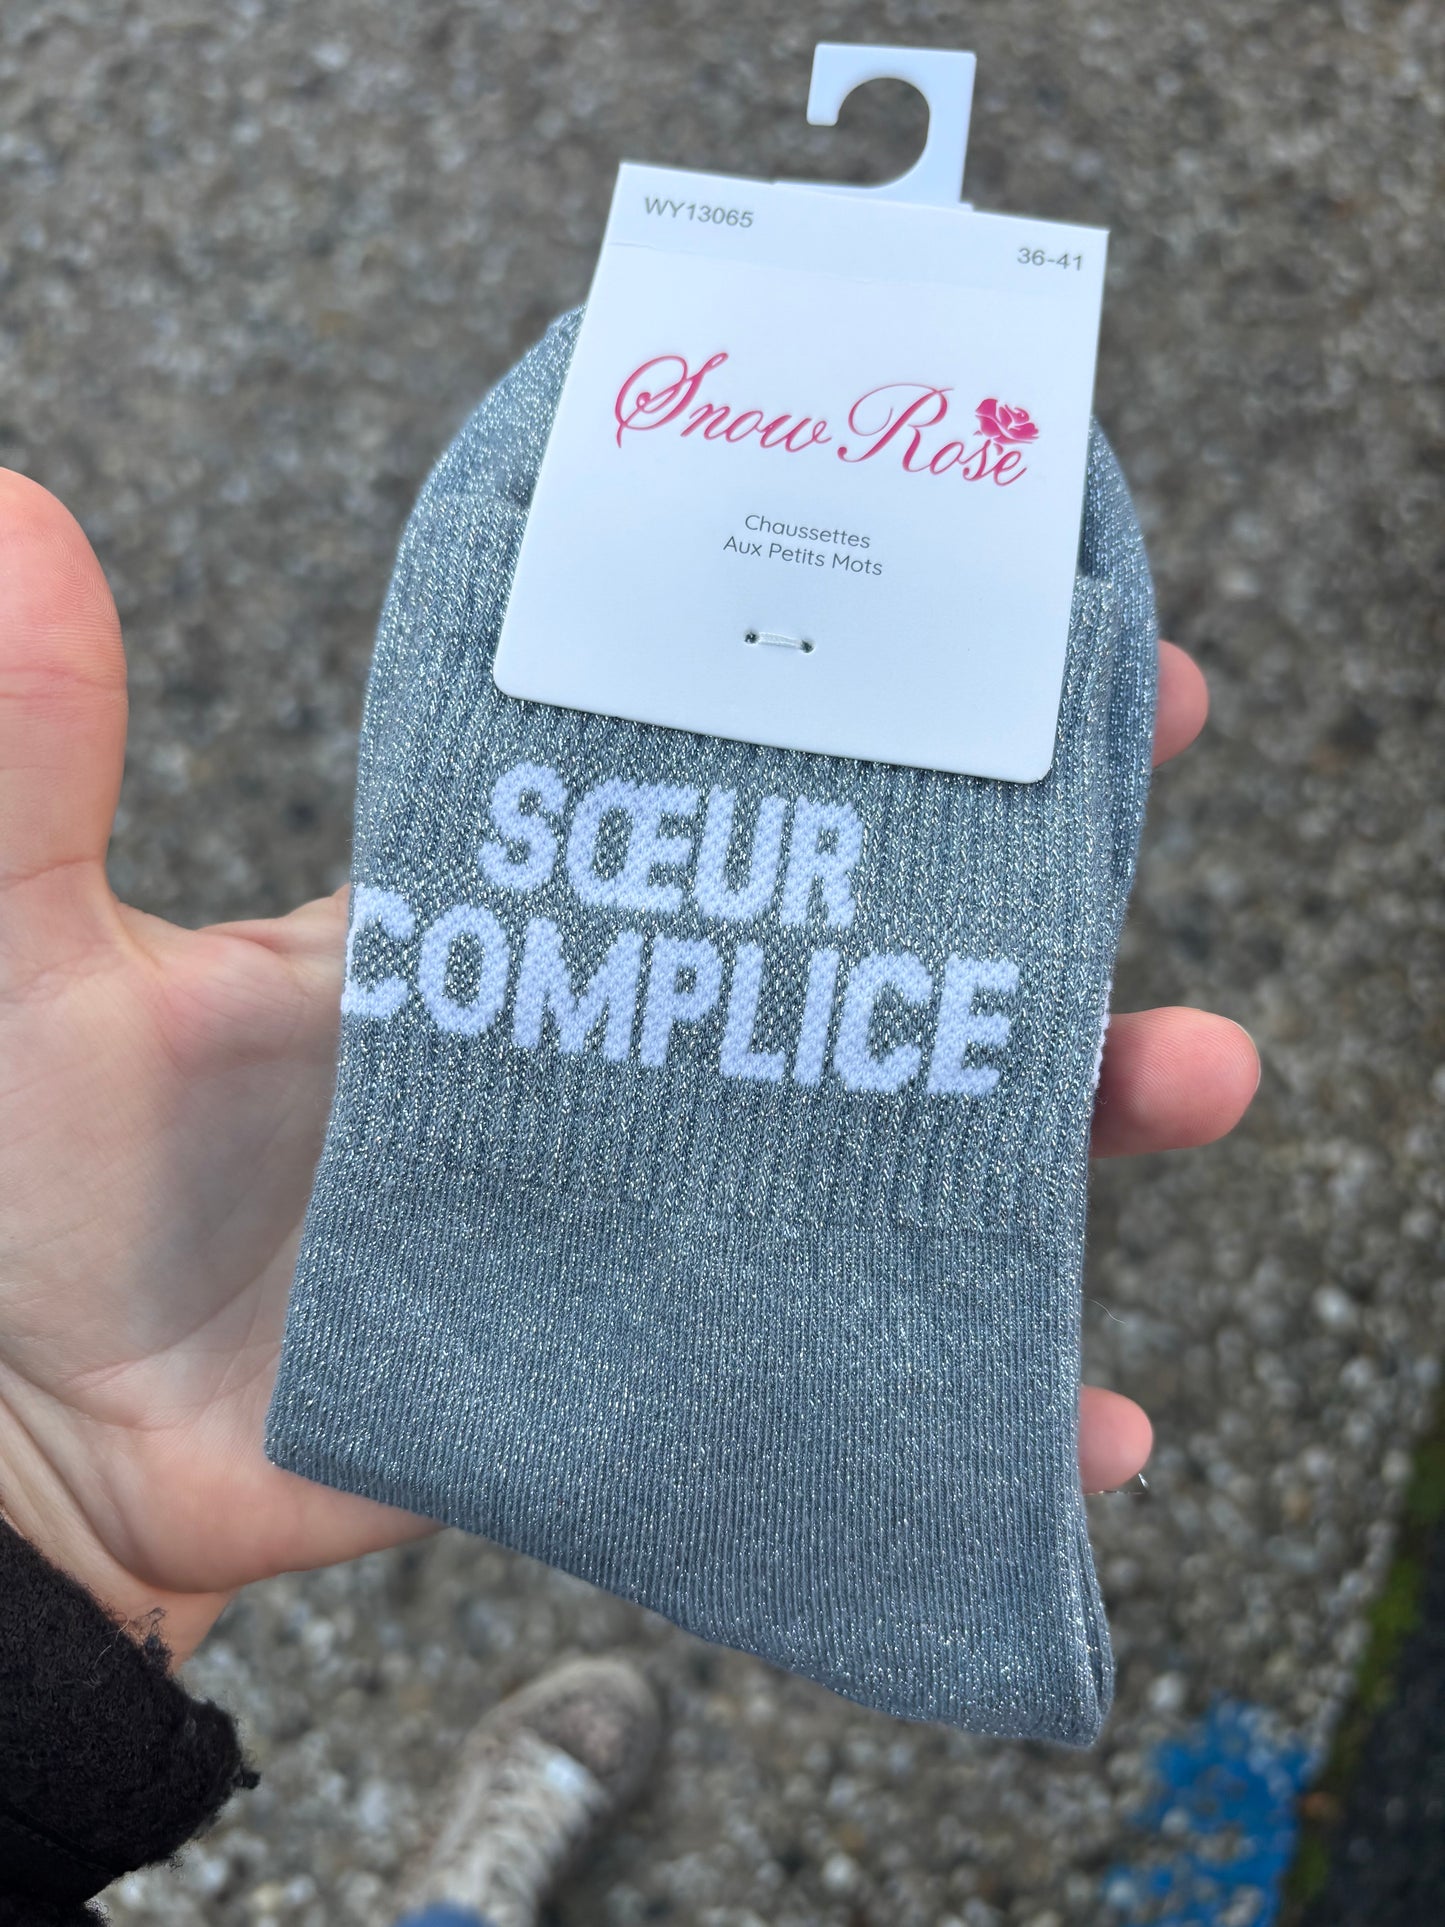 WY13065
36-41
Snow Rose
Chaussettes
Aux Petits Mots
SŒUR
COMPLICE